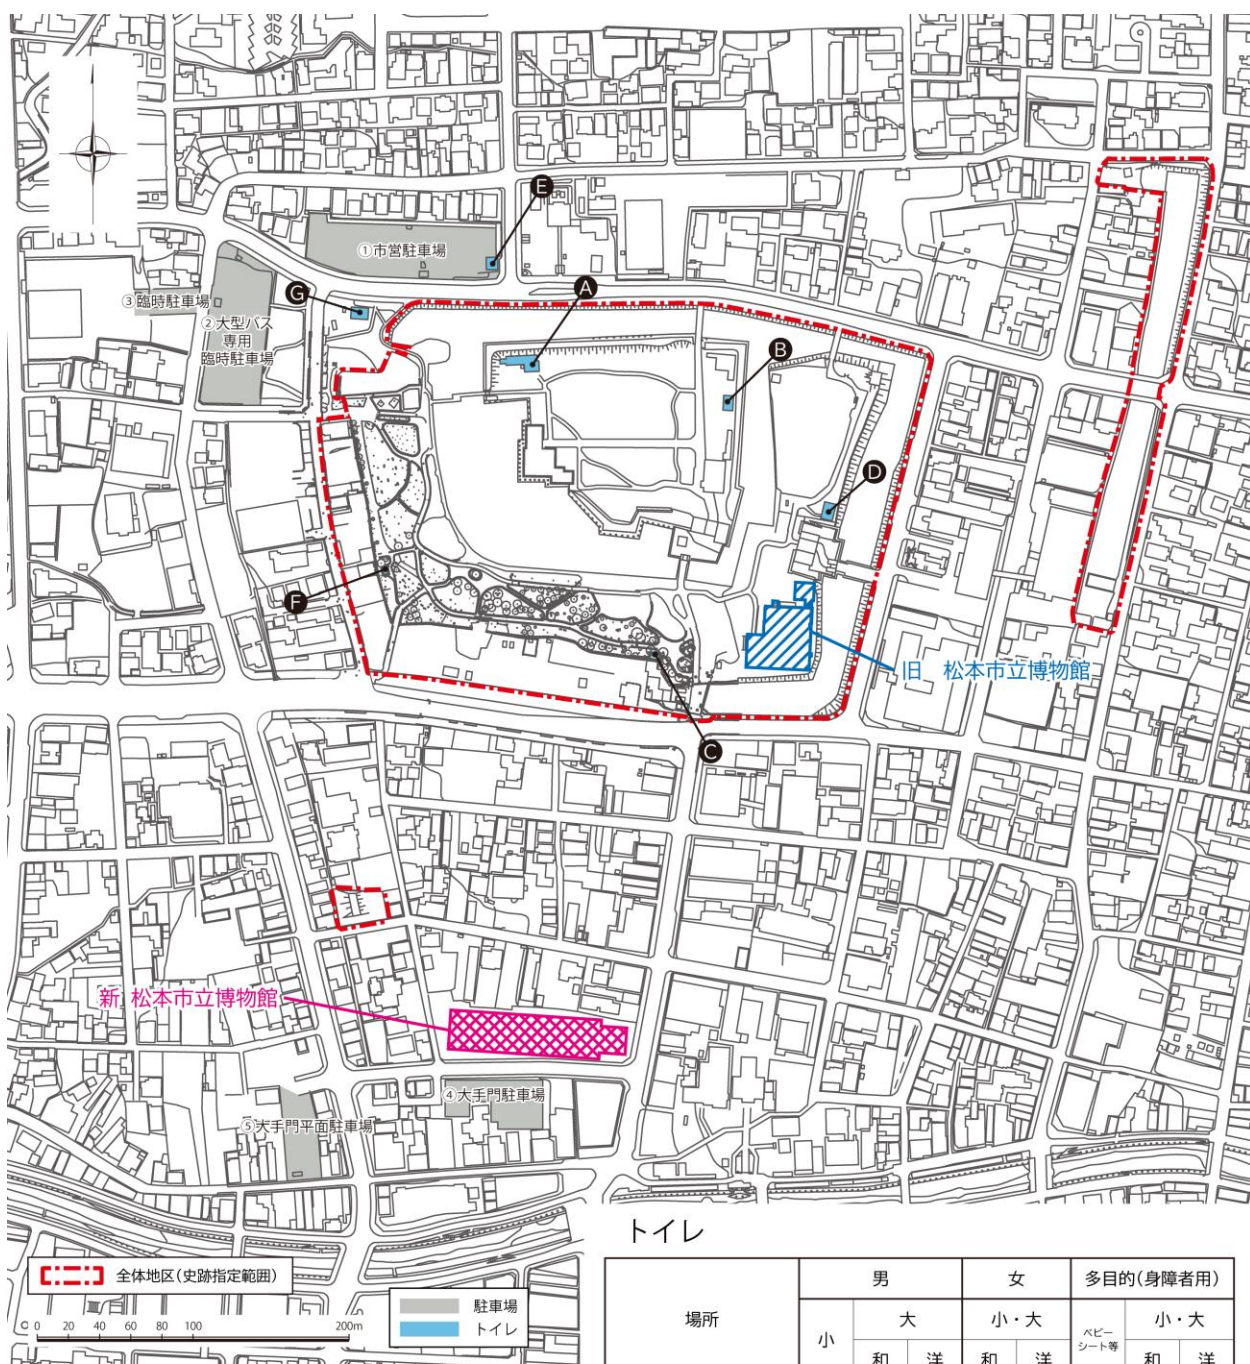 E
①市営駐車場
G
A
③臨時駐車場
②大型バス
専用
臨時駐車場
B
D
F
旧 松本市立博物館
C
新 松本市立博物館
④大手門駐車場
⑤大手門平面駐車場
トイレ
全体地区(史跡指定範囲)
0 20 40 60 80 100 200m
駐車場
トイレ
場所
男
女
多目的(身障者用)
小
大
小・大
ベビー
シート等
小・大
和
洋
和
洋
和
洋